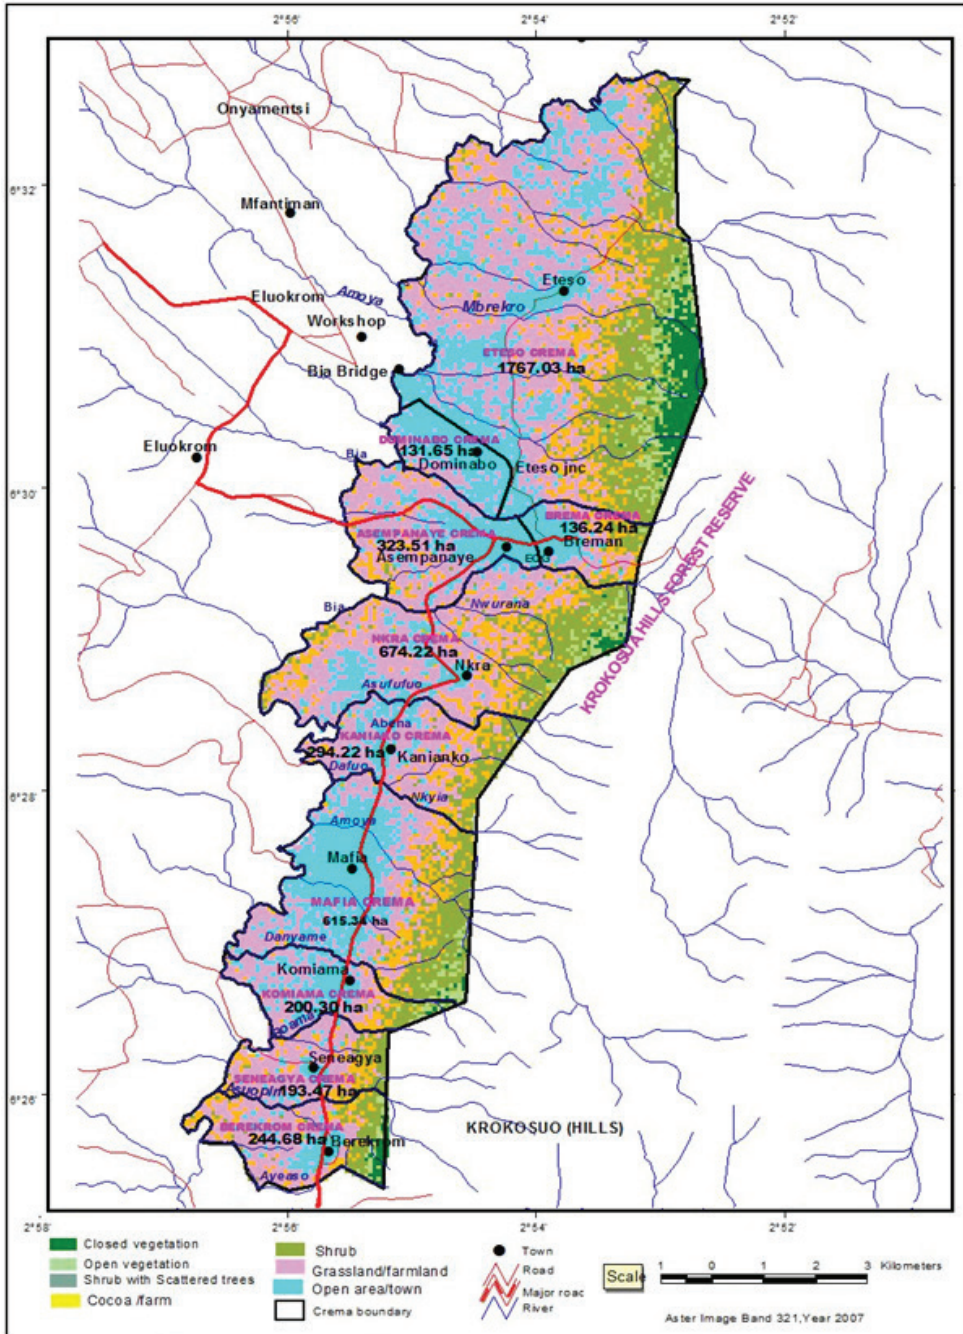 2°56'
2°54'
2°52'
Onyamentsi
6°32'
Mfantiman
Eteso
Eluokrom
Amoya
Mbrekro
Workshop
ETESO CREMA
1767.03 ha
Bia Bridge
DOMINABO CREMA
131.65 ha
Dominabo
Eteso jnc
Eluokrom
Bia
6°30'
BREMA CREMA
136.24 ha
Breman
ASEMPANAYE CREMA
323.51 ha
Asempanaye
KROKOSUA HILLS FOREST RESERVE
Bia
Nwurana
NKRA CREMA
674.22 ha
Nkra
Asufufuo
Abena
KANIAKO CREMA
294.22 ha
Kanianko
Dafuo
Nkyia
6°28'
Amoya
Mafia
MAFIA CREMA
615.34 ha
Danyame
Komiama
KOMIAMA CREMA
200.30 ha
Boama
Seneagya
SENEAGYA CREMA
Asuopin
193.47 ha
6°26'
BEREKROM CREMA
244.68 ha
Berekrom
KROKOSUO (HILLS)
Ayeaso
2°58'
2°56'
2°54'
2°52'
Closed vegetation
Open vegetation
Shrub with Scattered trees
Cocoa /farm
Shrub
Grassland/farmland
Open area/town
Crema boundary
Town
Road
Major roac
River
Scale
1 0 1 2 3 Kilometers
Aster Image Band 321,Year 2007